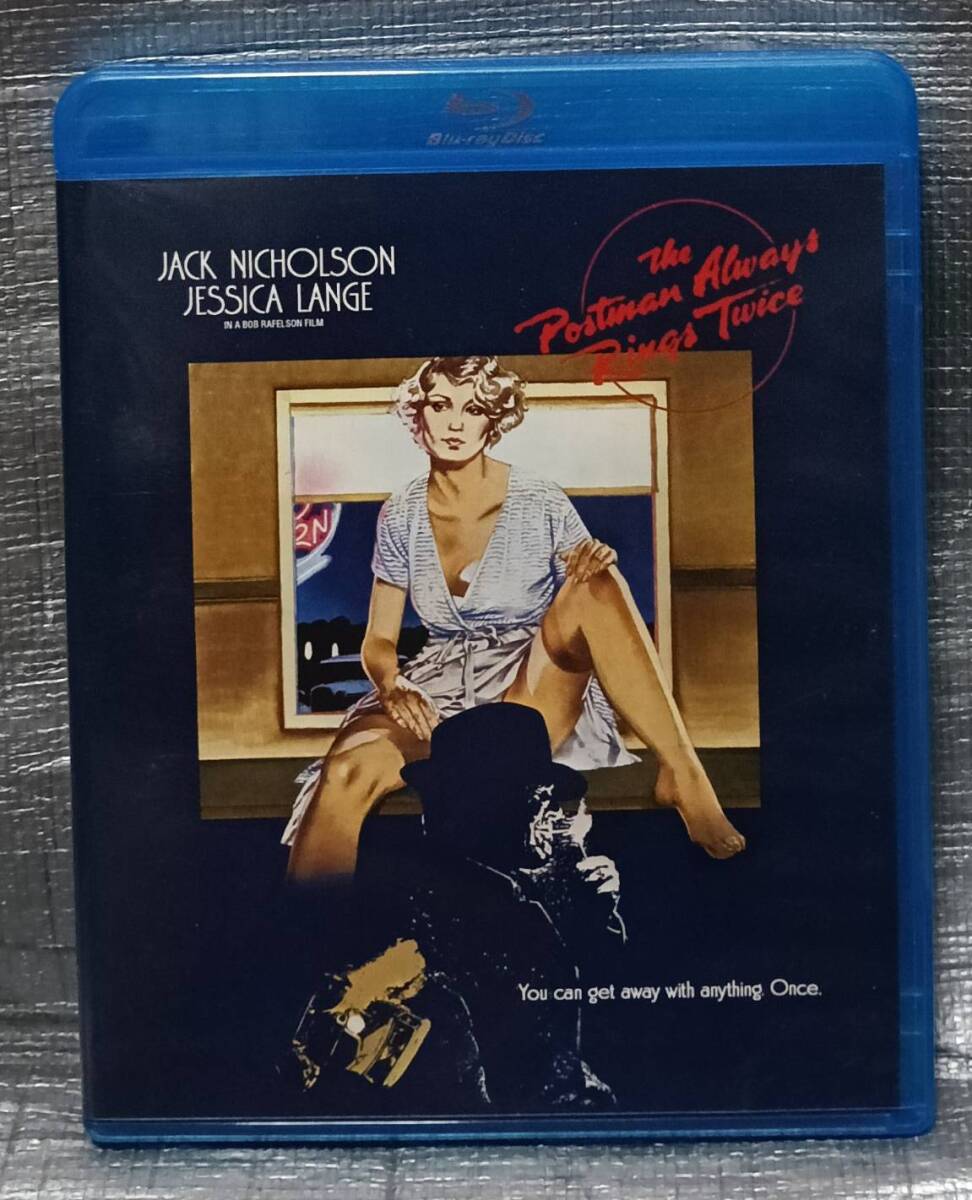 Blu-ray Disc
JACK NICHOLSON
JESSICA LANGE
IN A BOB RAFELSON FILM
the
Postman Always
Rings Twice
2N
You can get away with anything. Once.